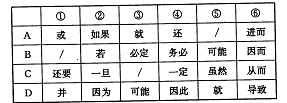 ① ② ③ ④ ⑤ ⑥
A 或 如果 就 还 / 进而
B / 若 必定 务必 可能 因而
C 还要 一旦 / 一定 虽然 从而
D 并 因为 可能 因此 就 导致